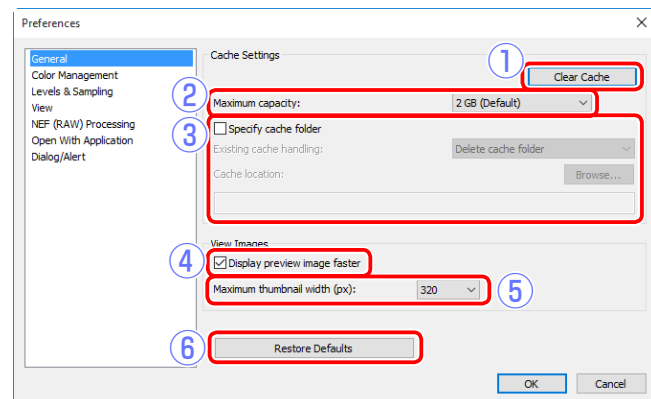 Preferences
General
Color Management
Levels & Sampling
View
NEF (RAW) Processing
Open With Application
Dialog/Alert
Cache Settings
① Clear Cache
② Maximum capacity: 2 GB (Default)
③ Specify cache folder
Existing cache handling: Delete cache folder
Cache location: Browse...
View Images
④ Display preview image faster
Maximum thumbnail width (px): 320 ⑤
⑥ Restore Defaults
OK Cancel